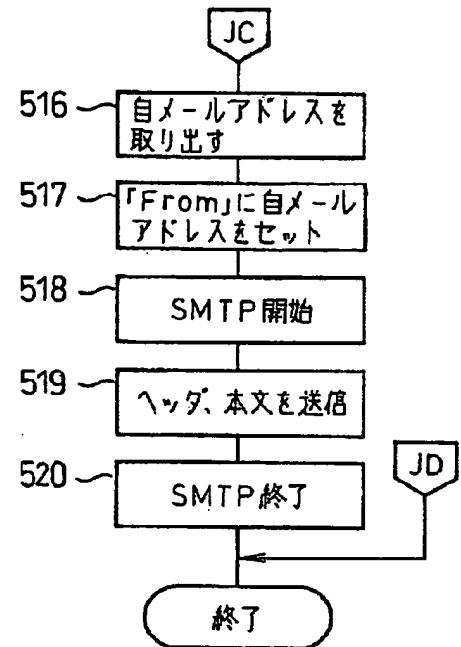 JC
516
自メールアドレスを
取り出す
517
「From」に自メール
アドレスをセット
518
SMTP開始
519
ヘッダ、本文を送信
520
SMTP終了
JD
終了